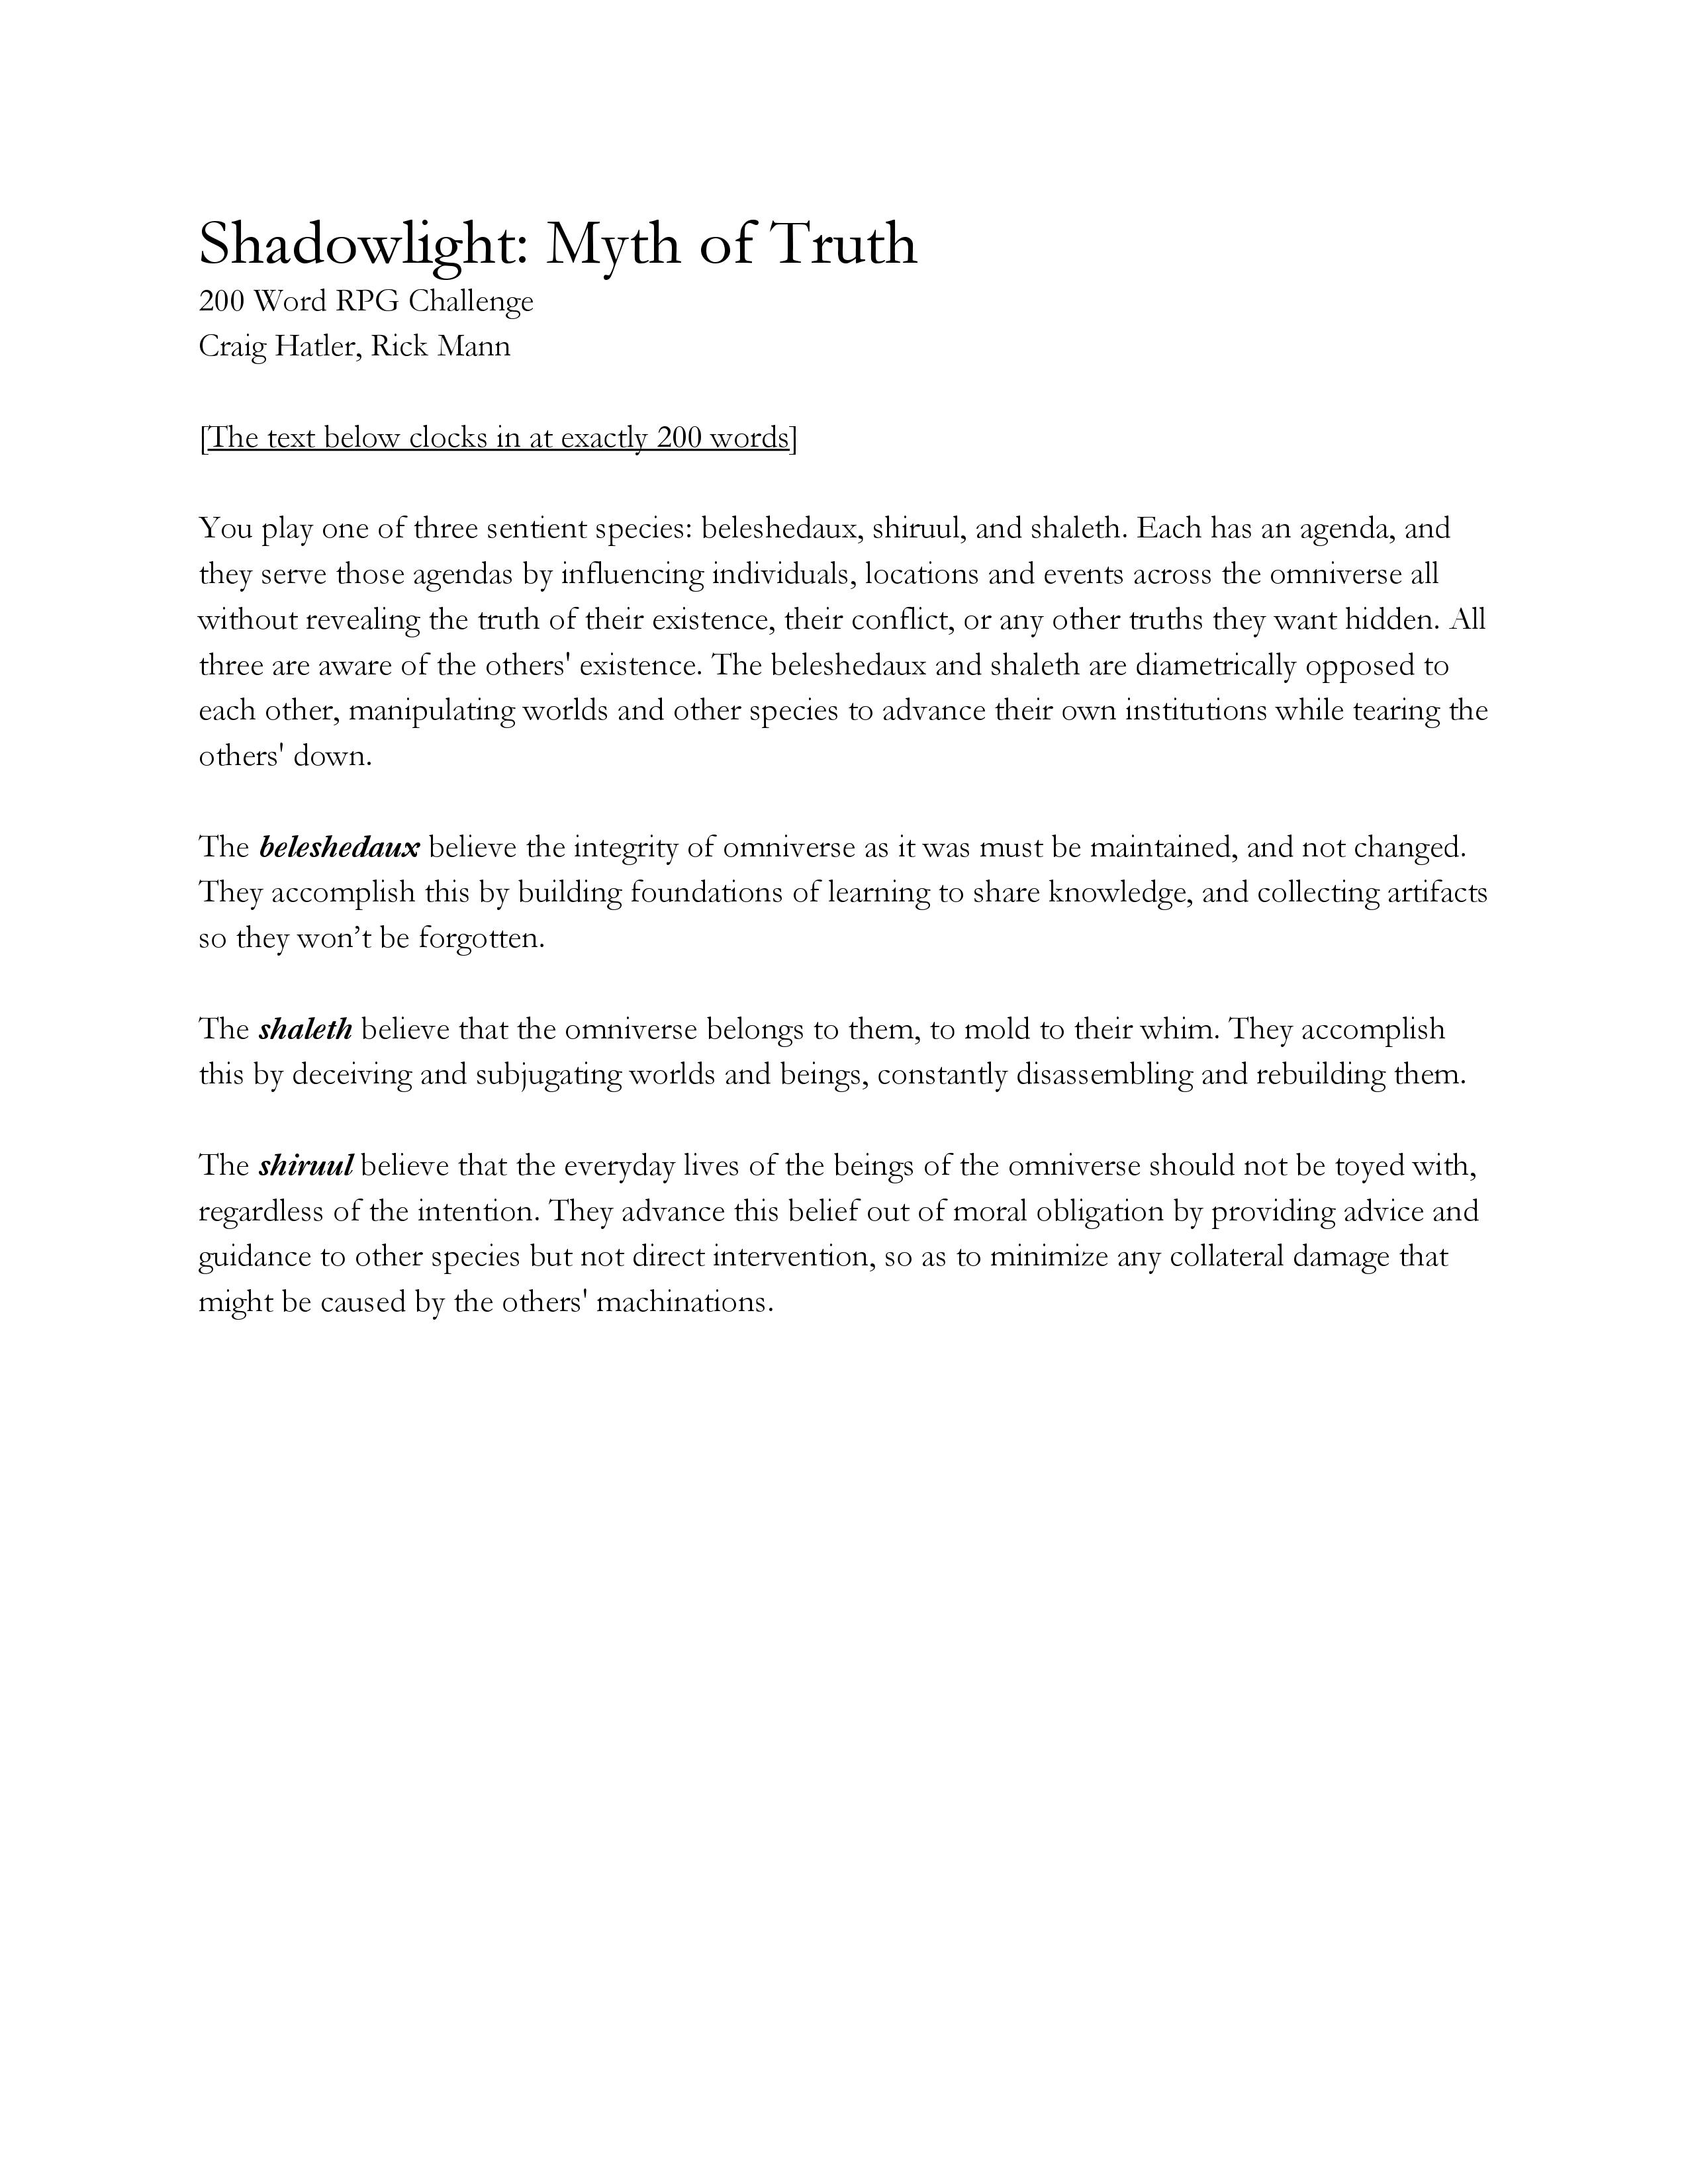 Shadowlight: Myth of Truth
200 Word RPG Challenge
Craig Hatler, Rick Mann
[The text below clocks in at exactly 200 words]
You play one of three sentient species: beleshedaux, shiruul, and shaleth. Each has an agenda, and
they serve those agendas by influencing individuals, locations and events across the omniverse all
without revealing the truth of their existence, their conflict, or any other truths they want hidden. All
three are aware of the others' existence. The beleshedaux and shaleth are diametrically opposed to
each other, manipulating worlds and other species to advance their own institutions while tearing the
others' down.
The beleshedaux believe the integrity of omniverse as it was must be maintained, and not changed.
They accomplish this by building foundations of learning to share knowledge, and collecting artifacts
so they won’t be forgotten.
The shaleth believe that the omniverse belongs to them, to mold to their whim. They accomplish
this by deceiving and subjugating worlds and beings, constantly disassembling and rebuilding them.
The shiruul believe that the everyday lives of the beings of the omniverse should not be toyed with,
regardless of the intention. They advance this belief out of moral obligation by providing advice and
guidance to other species but not direct intervention, so as to minimize any collateral damage that
might be caused by the others' machinations.